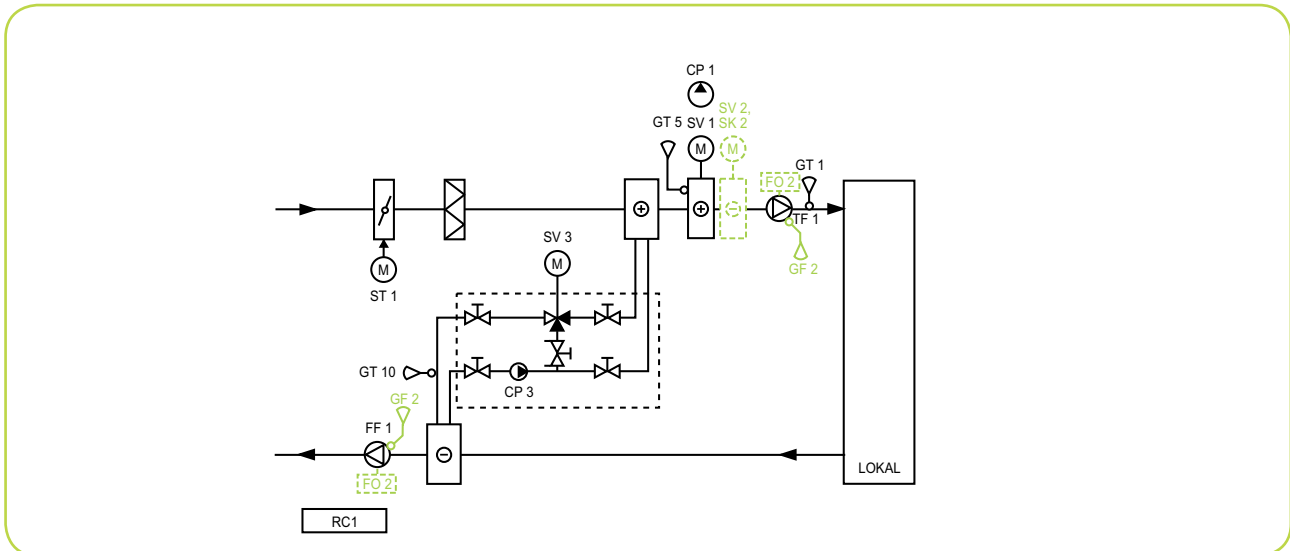 CP 1
SV 2,
SK 2
GT 5
SV 1
M
M
GT 1
FO 2
TF 1
GF 2
M
ST 1
SV 3
M
GT 10
CP 3
GF 2
FF 1
FO 2
LOKAL
RC1